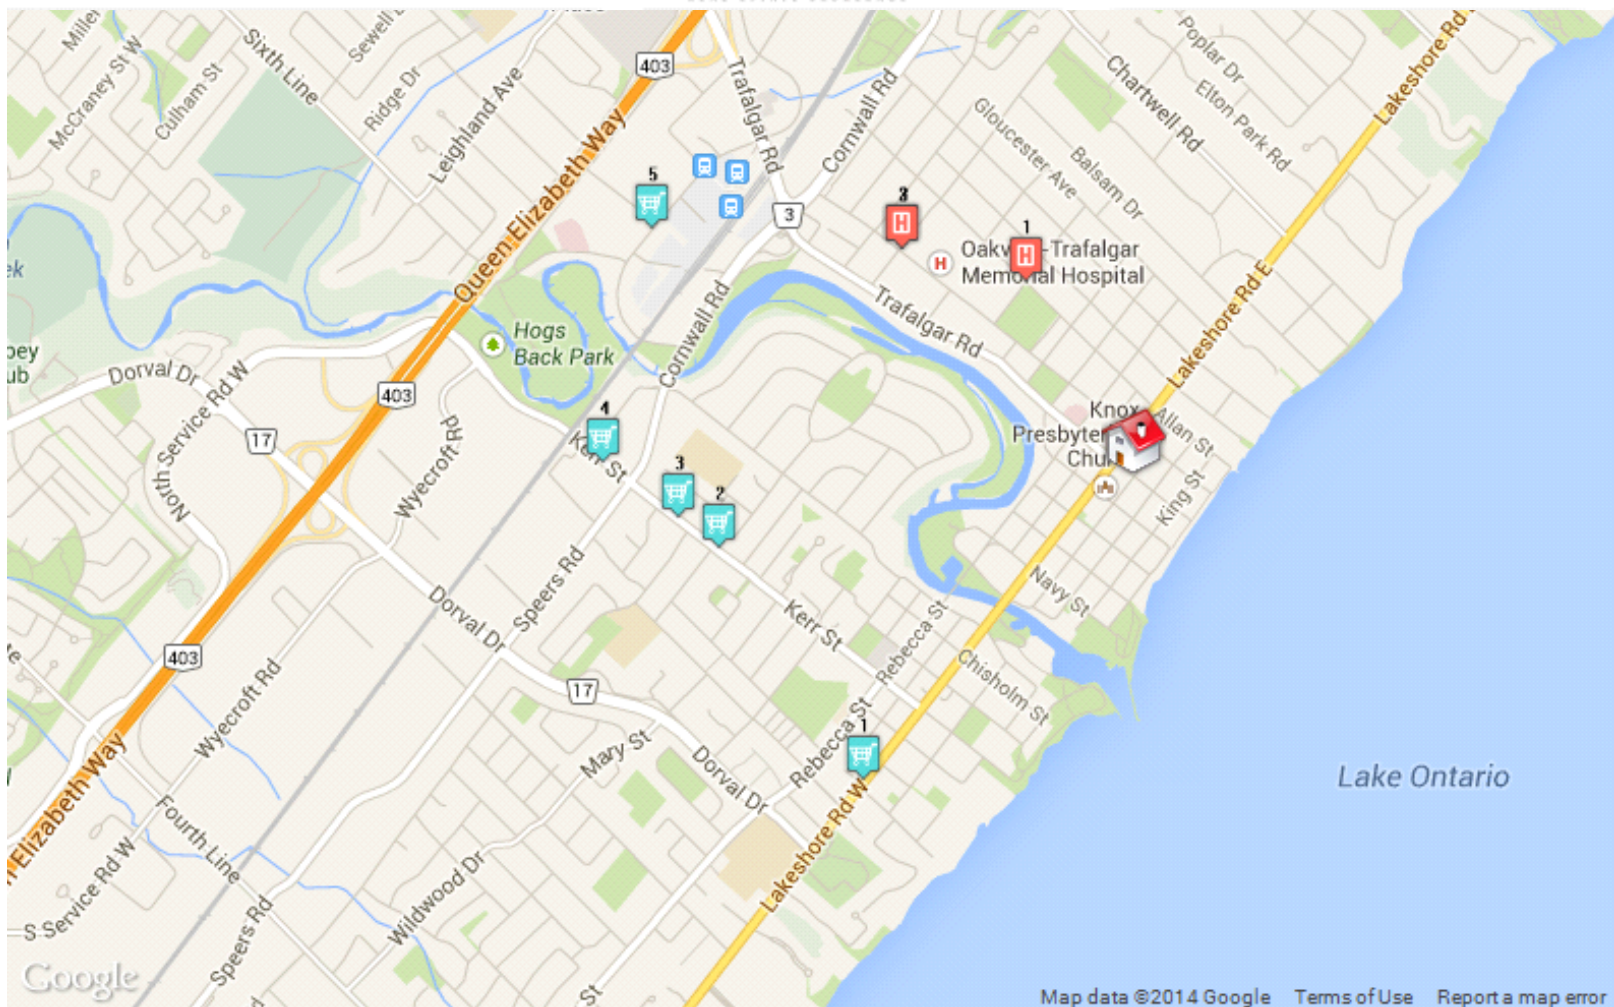 Miller
McCraney St W
Culham St
Sixth Line
Sewell
Ridge Dr
Leighland Ave
403
Trafalgar Rd
Cornwall Rd
Poplar Dr
Chartwell Rd
Elton Park Rd
Lakeshore Rd
Gloucester Ave
Balsam Dr
Queen Elizabeth Way
5
3
3
1
H
H
H
Oakv
-Trafalgar
Memorial Hospital
Trafalgar Rd
Lakeshore Rd E
Hogs
Back Park
Cornwall Rd
Dorval Dr
North Service Rd W
403
17
Wyecroft Rd
4
Kerr St
3
2
Knox
Presbyte
Chu
Allan St
King St
Speers Rd
Dorval Dr
Kerr St
Rebecca St
Navy St
Chisholm St
403
17
Wyecroft Rd
Mary St
Dorval Dr
Rebecca St
1
Lakeshore Rd W
Lake Ontario
Elizabeth Way
Fourth Line
S Service Rd W
Speers Rd
Wildwood Dr
St
Google
Map data ©2014 Google Terms of Use Report a map error